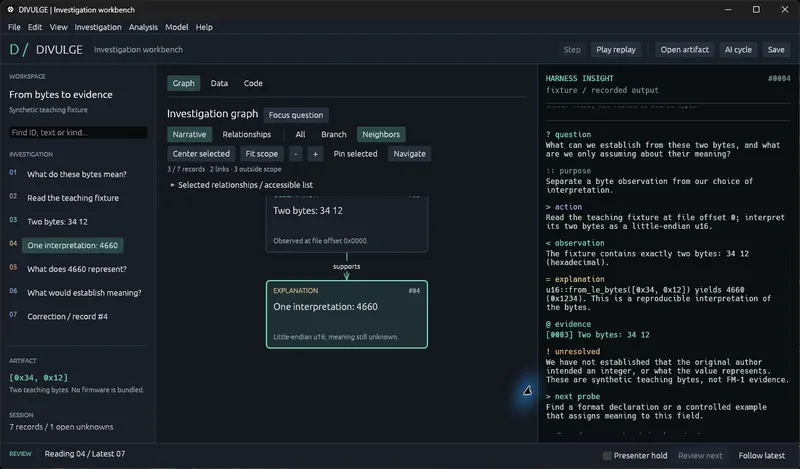 DIVULGE | Investigation workbench
File Edit View Investigation Analysis Model Help
D/ DIVULGE Investigation workbench
Step Play replay Open artifact AI cycle Save
WORKSPACE
From bytes to evidence
Synthetic teaching fixture
Find ID, text or kind...
INVESTIGATION
01 What do these bytes mean?
02 Read the teaching fixture
03 Two bytes: 34 12
04 One interpretation: 4660
05 What does 4660 represent?
06 What would establish meaning?
07 Correction / record #4
ARTIFACT
[0x34, 0x12]
Two teaching bytes. No firmware is bundled.
SESSION
7 records / 1 open unknowns
Graph Data Code
Investigation graph Focus question
Narrative Relationships All Branch Neighbors
Center selected Fit scope - + Pin selected Navigate
3 / 7 records · 2 links · 3 outside scope
Selected relationships / accessible list
Two bytes: 34 12
Observed at file offset 0x0000.
supports
EXPLANATION #04
One interpretation: 4660
Little-endian u16; meaning still unknown.
HARNESS INSIGHT #0004
fixture / recorded output
? question
What can we establish from these two bytes, and what
are we only assuming about their meaning?
:: purpose
Separate a byte observation from our choice of
interpretation.
> action
Read the teaching fixture at file offset 0; interpret
its two bytes as a little-endian u16.
< observation
The fixture contains exactly two bytes: 34 12
(hexadecimal).
= explanation
u16::from_le_bytes([0x34, 0x12]) yields 4660
(0x1234). This is a reproducible interpretation of
the bytes.
@ evidence
[0003] Two bytes: 34 12
! unresolved
We have not established that the original author
intended an integer, or what the value represents.
These are synthetic teaching bytes, not FM-1 evidence.
> next probe
Find a format declaration or a controlled example
that assigns meaning to this field.
REVIEW Reading 04 / Latest 07
Presenter hold Review next Follow latest